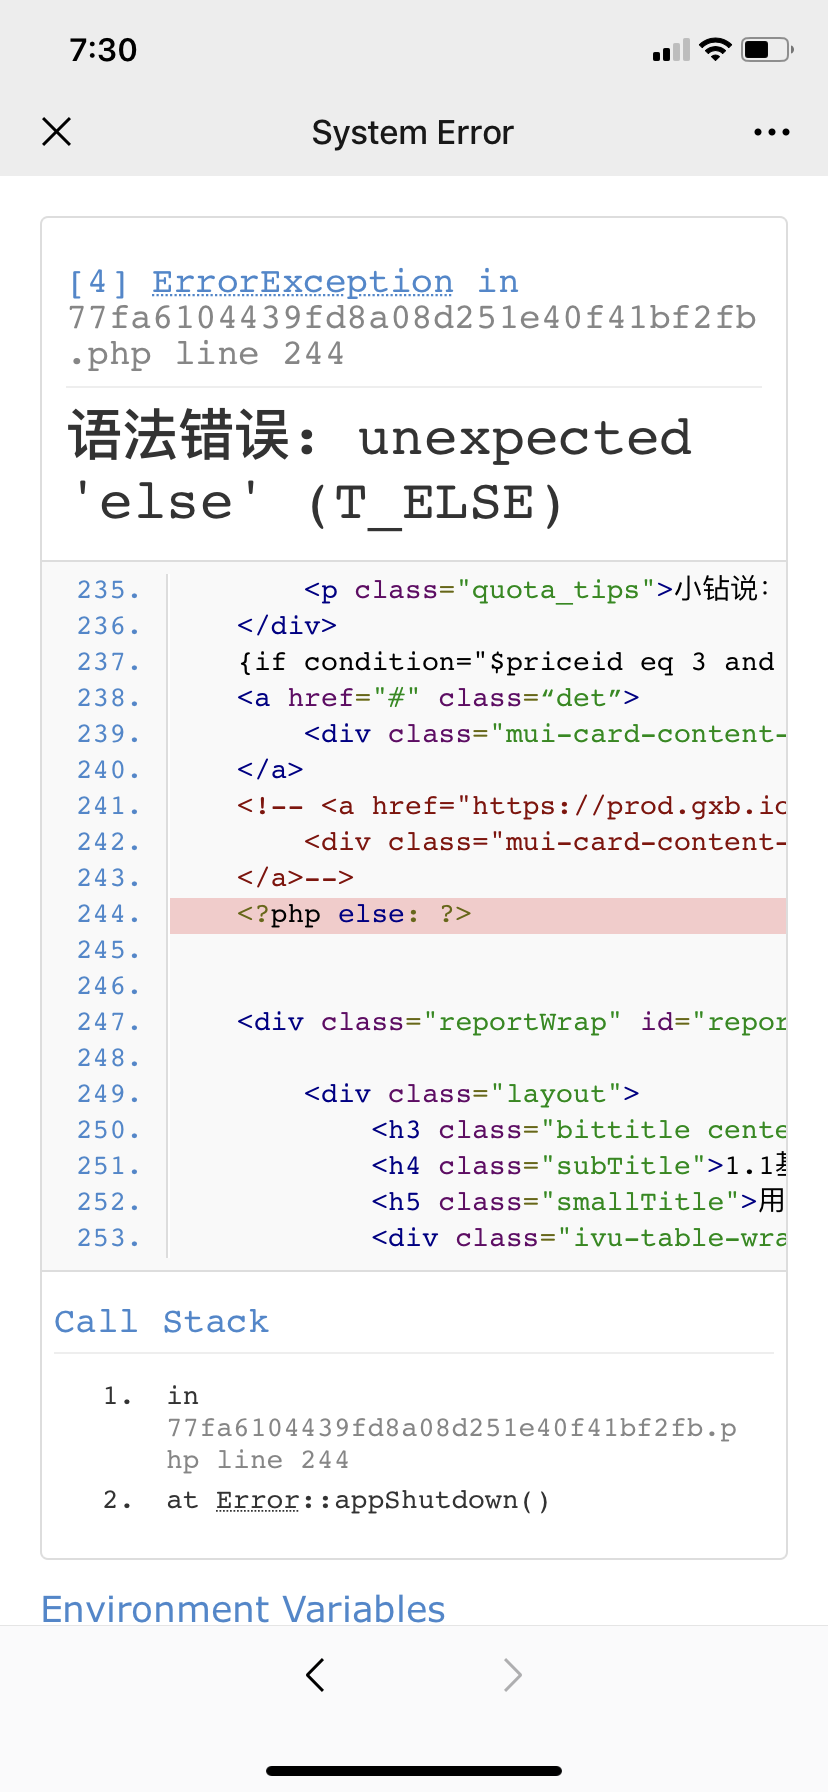 7:30
System Error
[4] ErrorException in
77fa6104439fd8a08d251e40f41bf2fb
.php line 244
语法错误: unexpected
'else' (T_ELSE)
235. <p class="quota_tips">小钻说:
236. </div>
237. {if condition="$priceid eq 3 and
238. <a href="#" class=“det”>
239. <div class="mui-card-content-
240. </a>
241. <!-- <a href="https://prod.gxb.io
242. <div class="mui-card-content-
243. </a>-->
244. <?php else: ?>
245.
246.
247. <div class="reportWrap" id="repor
248.
249. <div class="layout">
250. <h3 class="bittitle cente
251. <h4 class="subTitle">1.1基
252. <h5 class="smallTitle">用
253. <div class="ivu-table-wra
Call Stack
1. in
77fa6104439fd8a08d251e40f41bf2fb.p
hp line 244
2. at Error::appShutdown()
Environment Variables